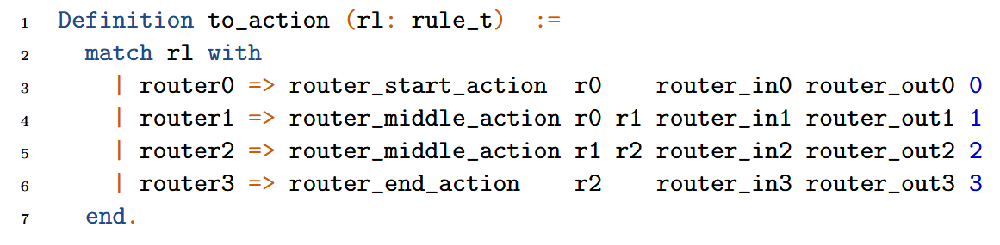 1 Definition to_action (rl: rule_t)  :=
2   match rl with
3     | router0 => router_start_action  r0    router_in0 router_out0 0
4     | router1 => router_middle_action r0 r1 router_in1 router_out1 1
5     | router2 => router_middle_action r1 r2 router_in2 router_out2 2
6     | router3 => router_end_action    r2    router_in3 router_out3 3
7   end.